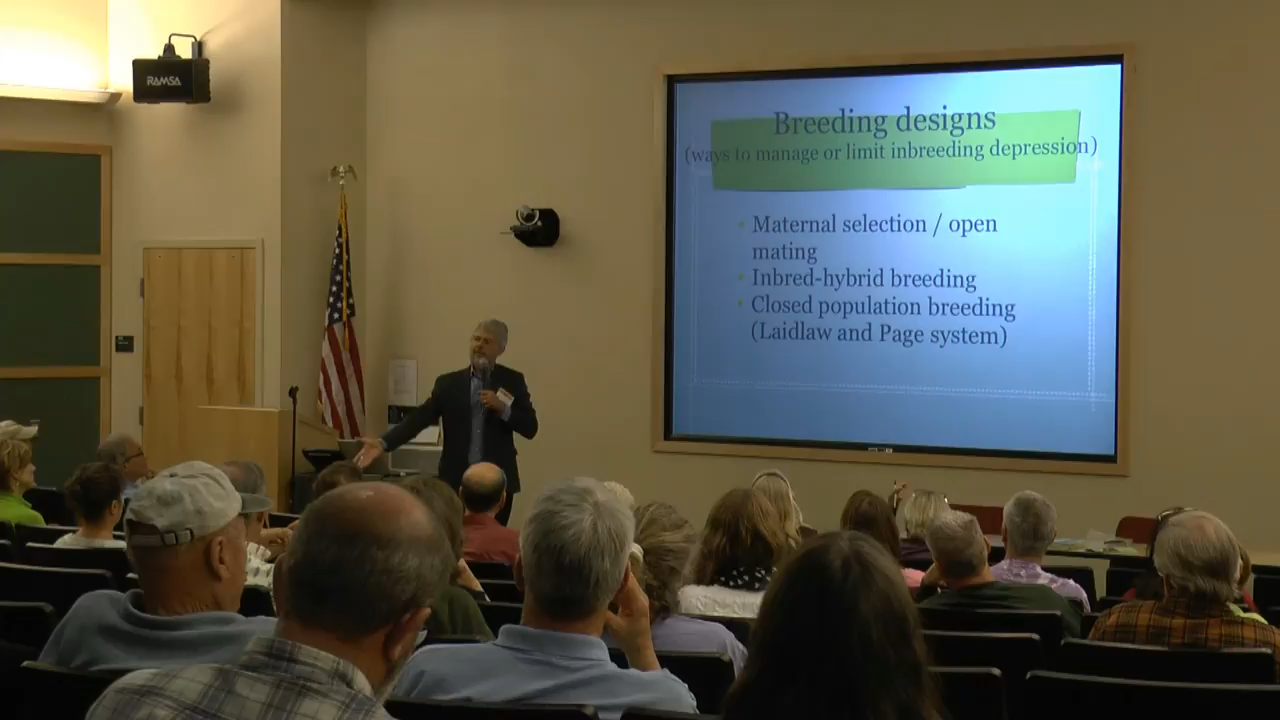 RAMSA
Breeding designs
(ways to manage or limit inbreeding depression)
• Maternal selection / open
mating
• Inbred-hybrid breeding
• Closed population breeding
(Laidlaw and Page system)